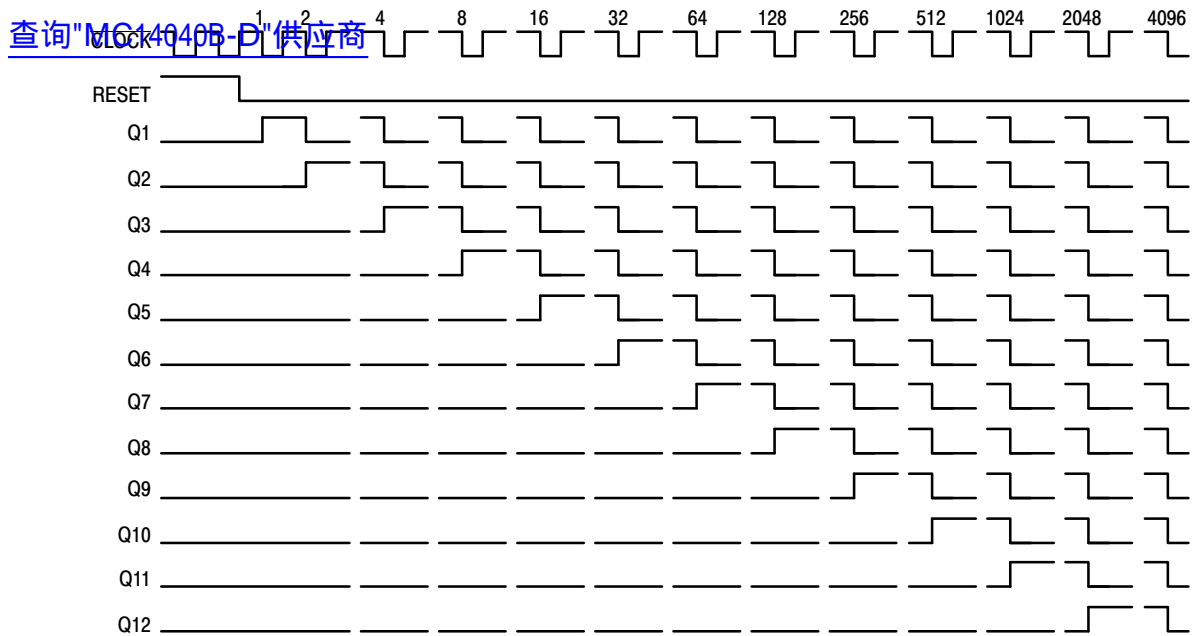 1 2 4 8 16 32 64 128 256 512 1024 2048 4096
查询"MC14040B-D"供应商
CLOCK
RESET
Q1
Q2
Q3
Q4
Q5
Q6
Q7
Q8
Q9
Q10
Q11
Q12